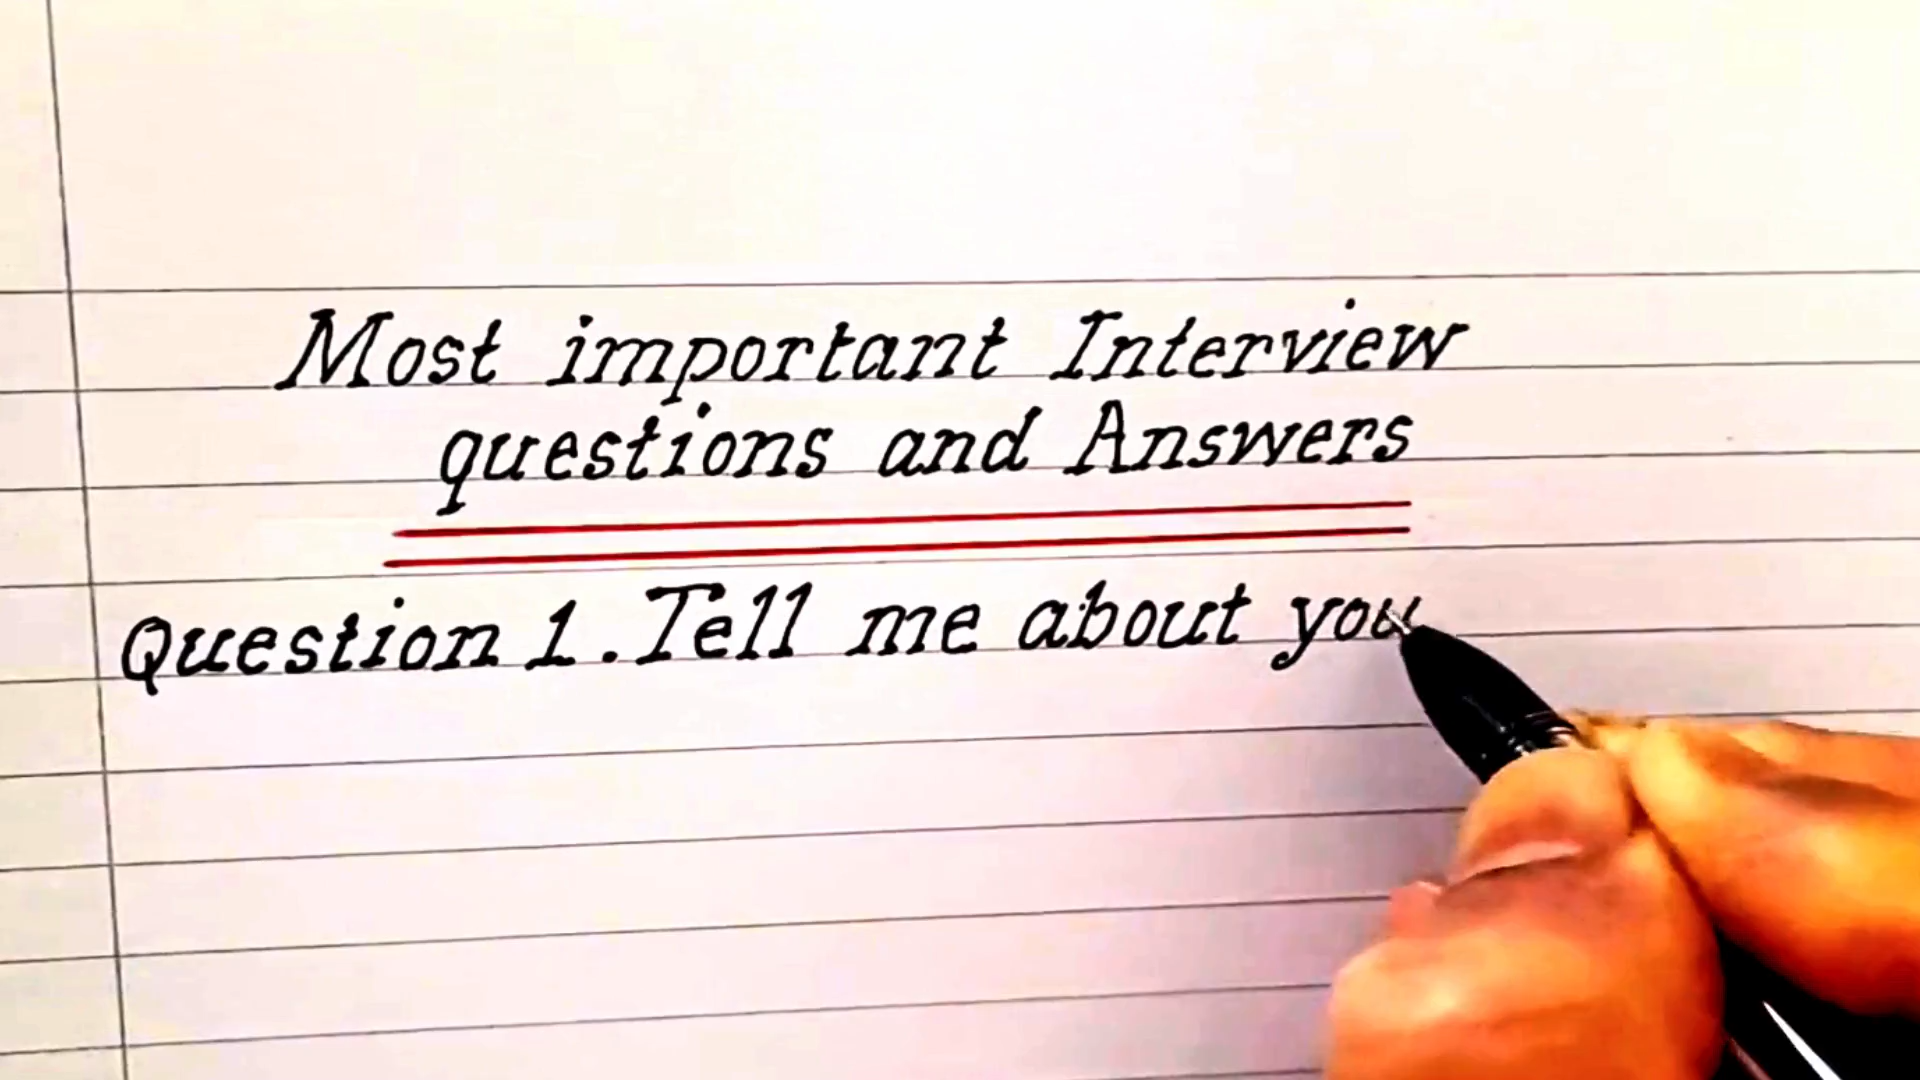 Most important Interview
questions and Answers
Question 1. Tell me about you